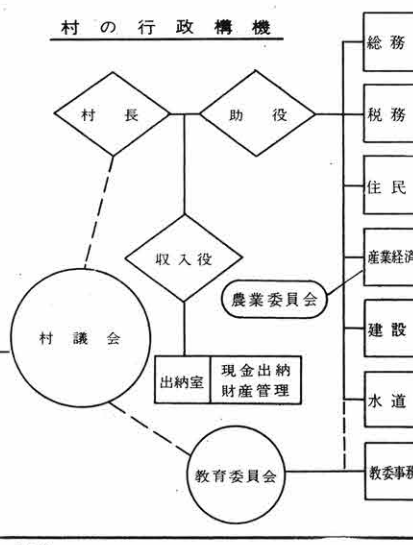 村の行政構機
村長
助役
総務
税務
住民
収入役
産業経済
農業委員会
村議会
建設
出納室
現金出納
財産管理
水道
教育委員会
教委事務